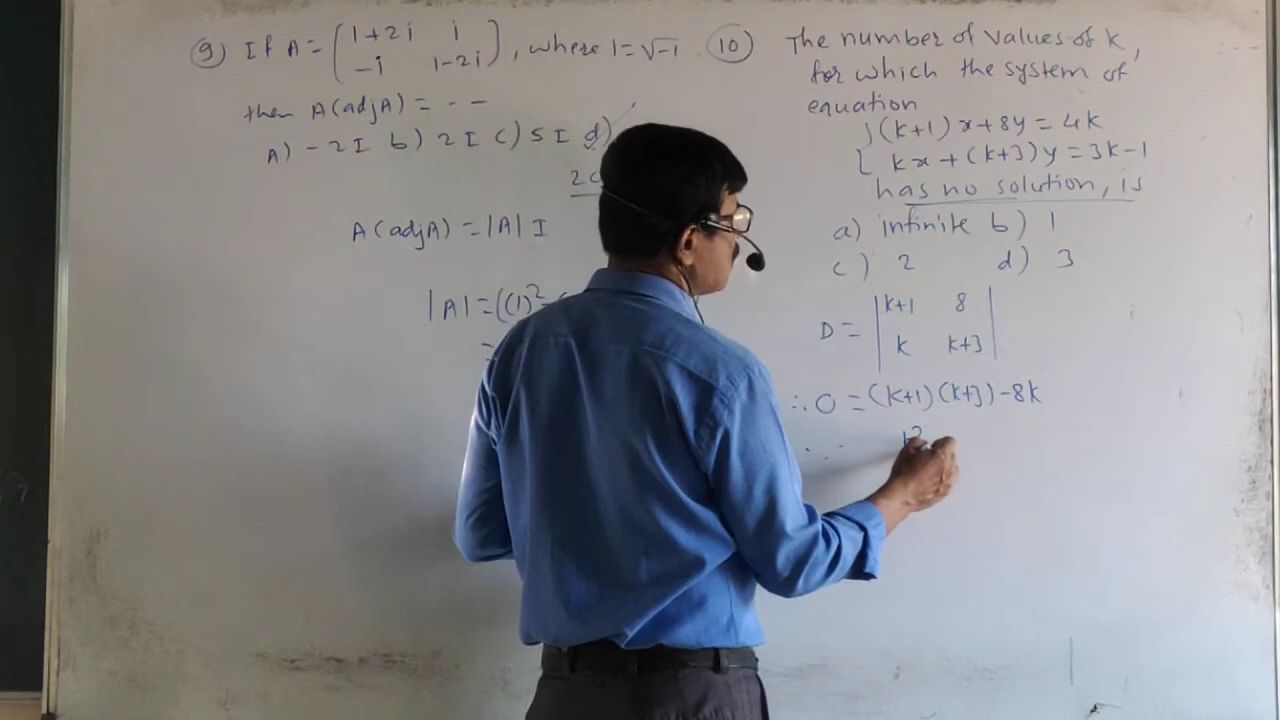 9) If A = (1+2i i
-i 1-2i), where i = √-1
then A(adjA) = - -
A) -2I b) 2I c) 5I d)
A(adjA) = |A| I
|A| = ((1)²
=
10) The number of values of k,
for which the system of
equation
{(k+1)x + 8y = 4k
kx + (k+3)y = 3k-1
has no solution, is
a) infinite b) 1
c) 2 d) 3
D = |k+1 8
k k+3|
∴ 0 = (k+1)(k+3) - 8k
k²